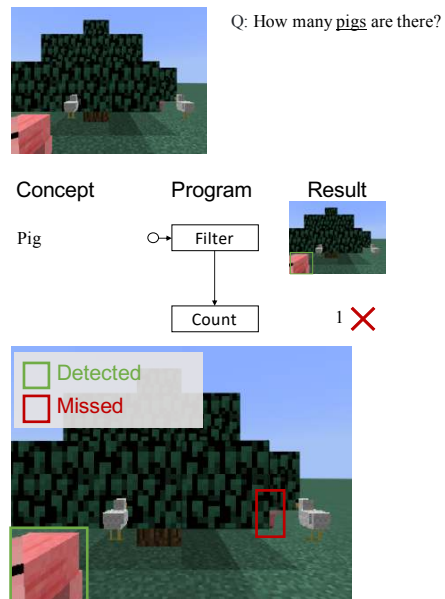 Q: How many pigs are there?
Concept Program Result
Pig
Filter
Count
1
Detected
Missed